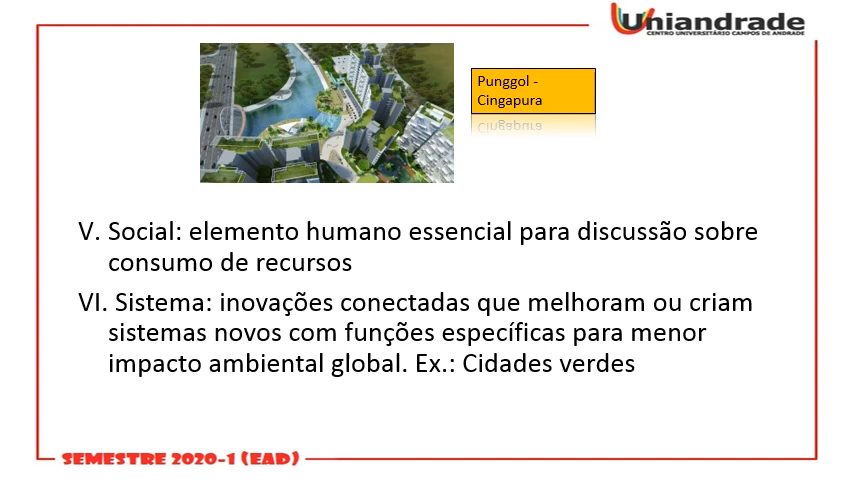 Uniandrade
CENTRO UNIVERSITÁRIO CAMPOS DE ANDRADE
Punggol -
Cingapura
V. Social: elemento humano essencial para discussão sobre
consumo de recursos
VI. Sistema: inovações conectadas que melhoram ou criam
sistemas novos com funções específicas para menor
impacto ambiental global. Ex.: Cidades verdes
SEMESTRE 2020-1 (EAD)